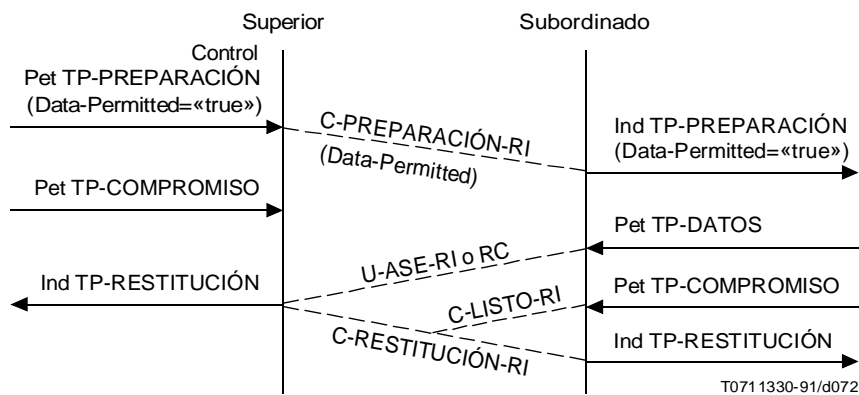 Superior
Subordinado
Control
Pet TP-PREPARACIÓN
(Data-Permitted=«true»)
C-PREPARACIÓN-RI
(Data-Permitted)
Ind TP-PREPARACIÓN
(Data-Permitted=«true»)
Pet TP-COMPROMISO
Pet TP-DATOS
U-ASE-RI o RC
Ind TP-RESTITUCIÓN
C-LISTO-RI
Pet TP-COMPROMISO
C-RESTITUCIÓN-RI
Ind TP-RESTITUCIÓN
T0711330-91/d072